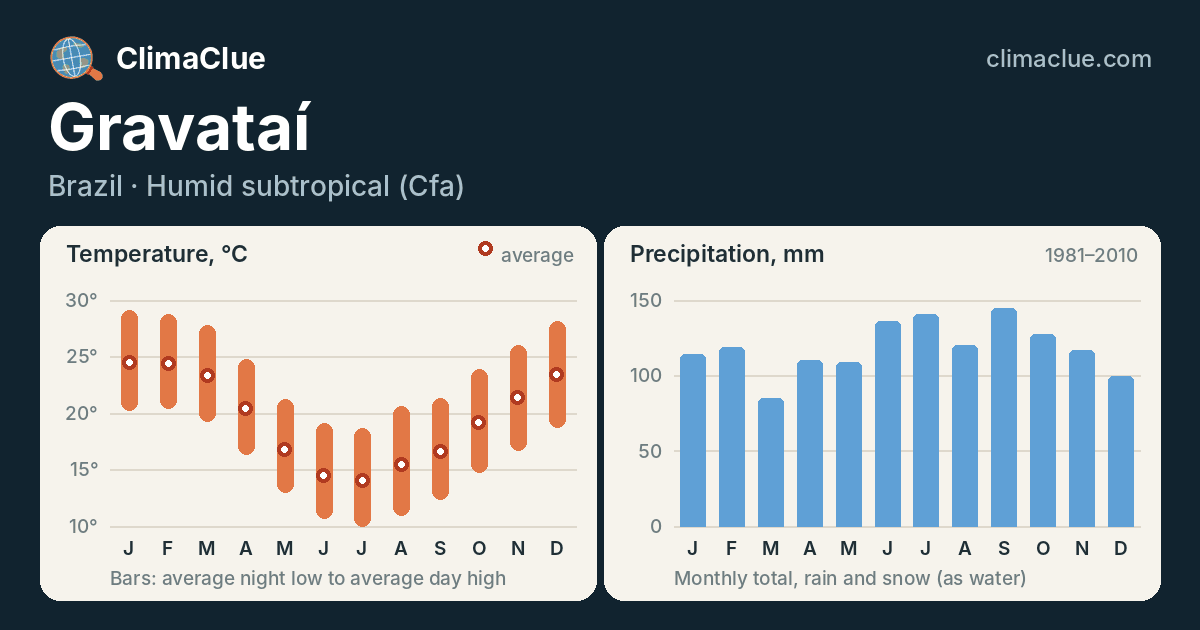 ClimaClue
climaclue.com
Gravataí
Brazil · Humid subtropical (Cfa)
Temperature, °C
average
30°
25°
20°
15°
10°
J F M A M J J A S O N D
Bars: average night low to average day high
Precipitation, mm
1981–2010
150
100
50
0
J F M A M J J A S O N D
Monthly total, rain and snow (as water)